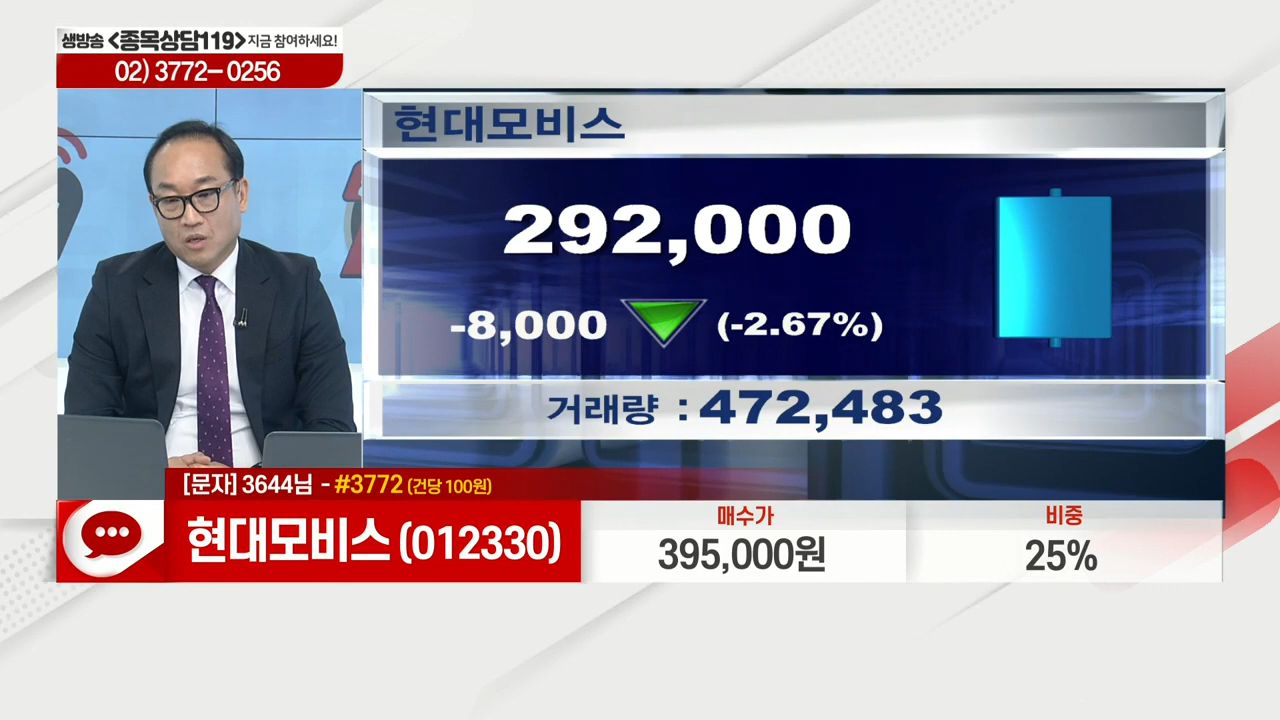 생방송 <종목상담119> 지금 참여하세요!
02) 3772-0256
현대모비스
292,000
-8,000 (-2.67%)
거래량 : 472,483
[문자] 3644님 - #3772 (건당 100원)
현대모비스 (012330)
매수가
395,000원
비중
25%